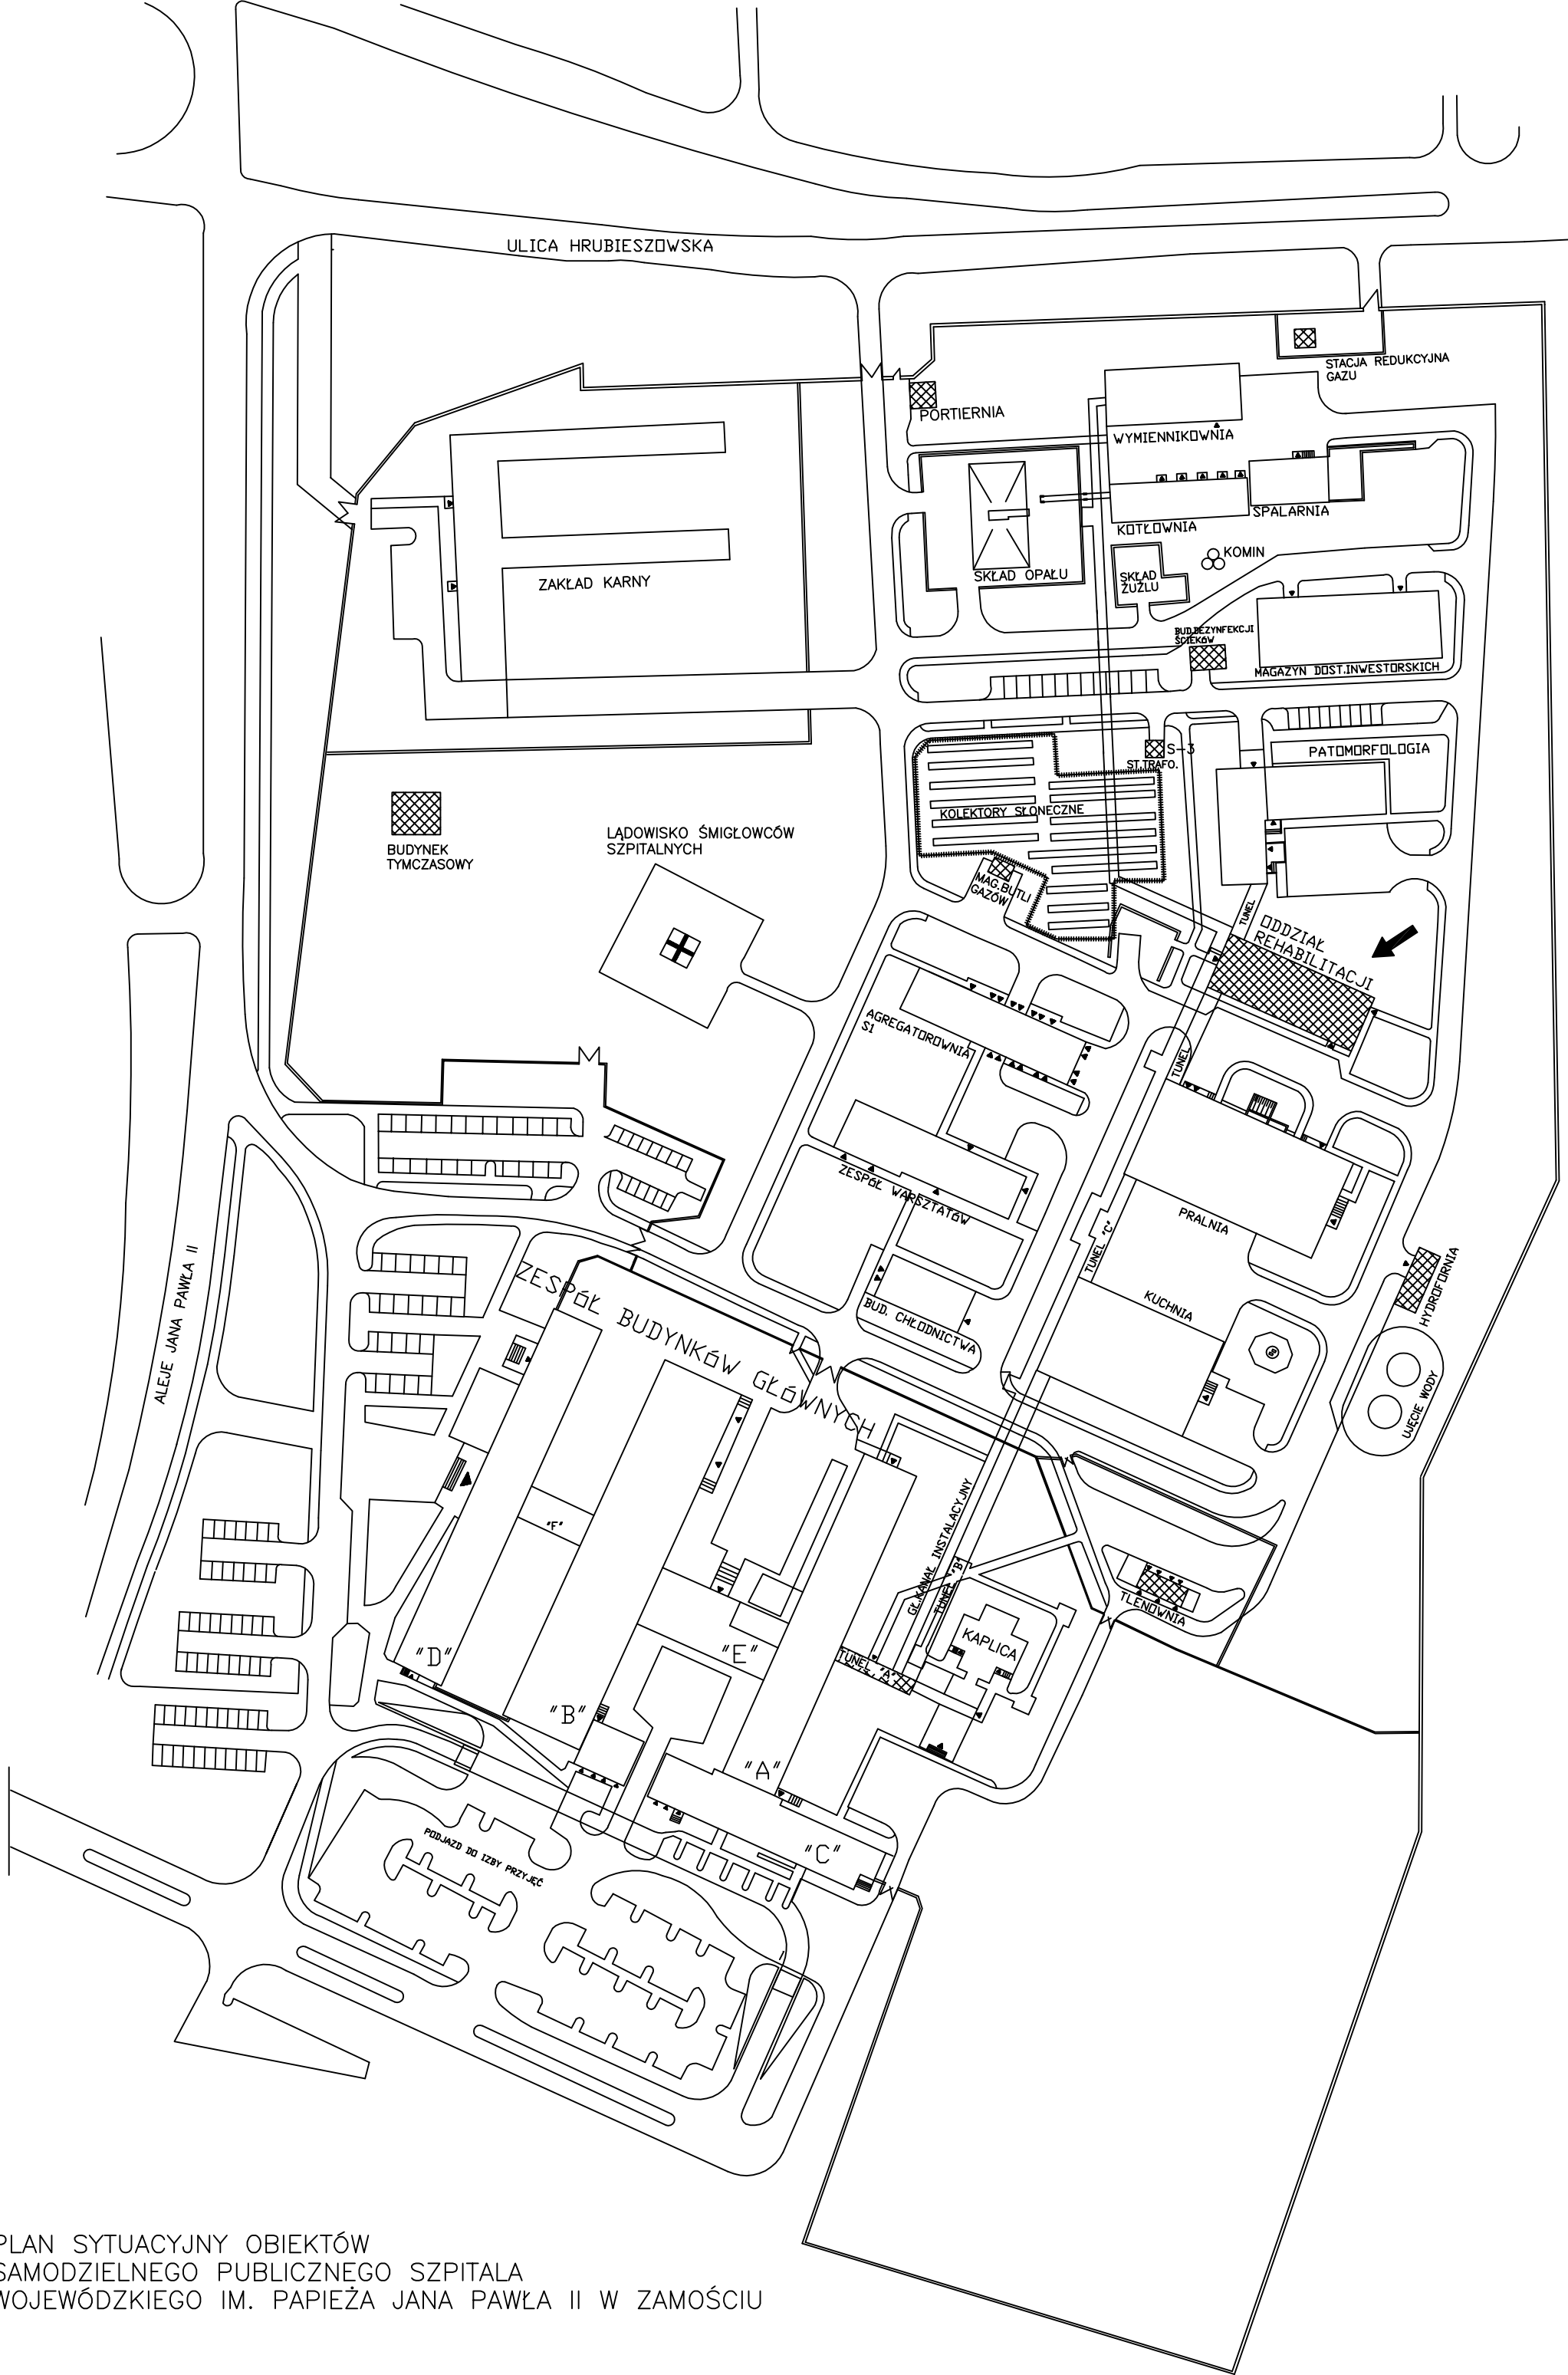 ULICA HRUBIESZOWSKA
STACJA REDUKCYJNA
GAZU
PORTIERNIA
WYMIENNIKOWNIA
SPALARNIA
KOTŁOWNIA
KOMIN
SKŁAD OPAŁU
SKŁAD
ŻUŻLU
ZAKŁAD KARNY
BUD.DEZYNFEKCJI
ŚCIEKÓW
MAGAZYN DOST.INWESTORSKICH
S-3
ST.TRAFO.
PATOMORFOLOGIA
KOLEKTORY SŁONECZNE
BUDYNEK
TYMCZASOWY
LĄDOWISKO ŚMIGŁOWCÓW
SZPITALNYCH
MAG.BUTLI
GAZÓW
TUNEL
ODDZIAŁ
REHABILITACJI
AGREGATOROWNIA
S1
TUNEL
ZESPÓŁ WARSZTATÓW
PRALNIA
TUNEL "C"
ALEJE JANA PAWŁA II
HYDROFORNIA
ZESPÓŁ BUDYNKÓW GŁÓWNYCH
KUCHNIA
BUD. CHŁODNICTWA
UJĘCIE WODY
"F"
GŁ.KANAŁ INSTALACYJNY
TUNEL "B"
TLENOWNIA
KAPLICA
"D"
"E"
TUNEL "A"
"B"
"A"
"C"
PODJAZD DO IZBY PRZYJĘĆ
PLAN SYTUACYJNY OBIEKTÓW
SAMODZIELNEGO PUBLICZNEGO SZPITALA
WOJEWÓDZKIEGO IM. PAPIEŻA JANA PAWŁA II W ZAMOŚCIU